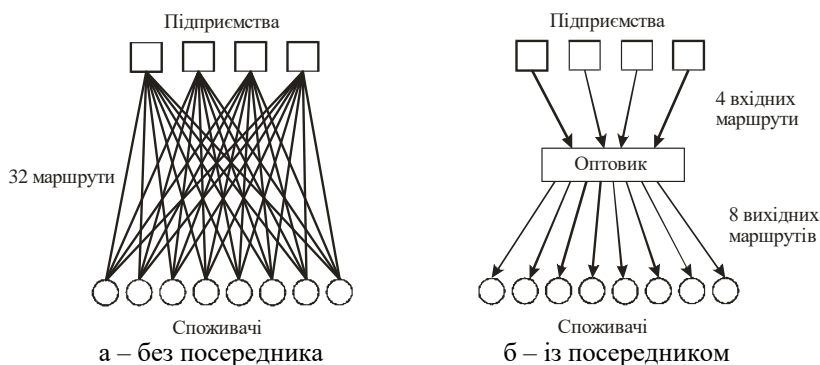 Підприємства
32 маршрути
Споживачі
а – без посередника
Підприємства
4 вхідних
маршрути
Оптовик
8 вихідних
маршрутів
Споживачі
б – із посередником